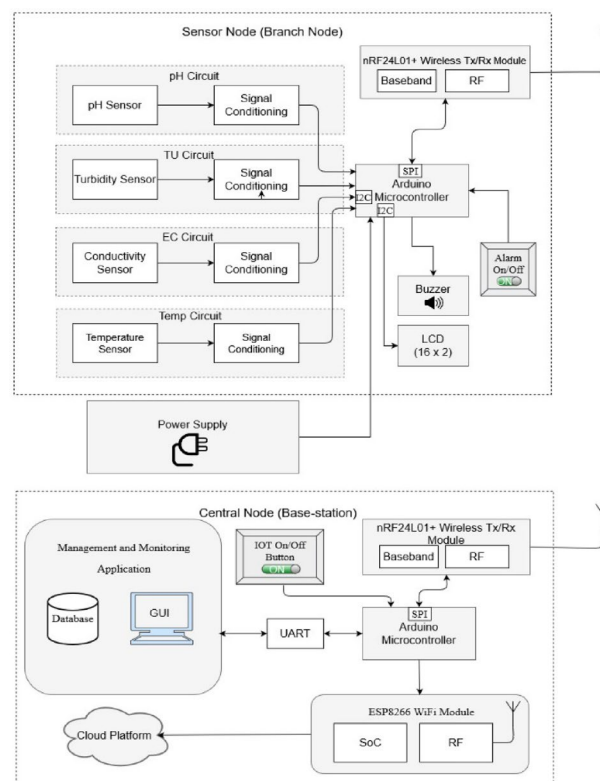 Sensor Node (Branch Node)
nRF24L01+ Wireless Tx/Rx Module
Baseband
RF
pH Circuit
pH Sensor
Signal
Conditioning
TU Circuit
Turbidity Sensor
Signal
Conditioning
SPI
Arduino
Microcontroller
I2C
I2C
EC Circuit
Conductivity
Sensor
Signal
Conditioning
Alarm
On/Off
ON
Buzzer
Temp Circuit
Temperature
Sensor
Signal
Conditioning
LCD
(16 x 2)
Power Supply
Central Node (Base-station)
nRF24L01+ Wireless Tx/Rx
Module
Baseband
RF
Management and Monitoring
Application
Database
GUI
IOT On/Off
Button
ON
UART
SPI
Arduino
Microcontroller
ESP8266 WiFi Module
SoC
RF
Cloud Platform